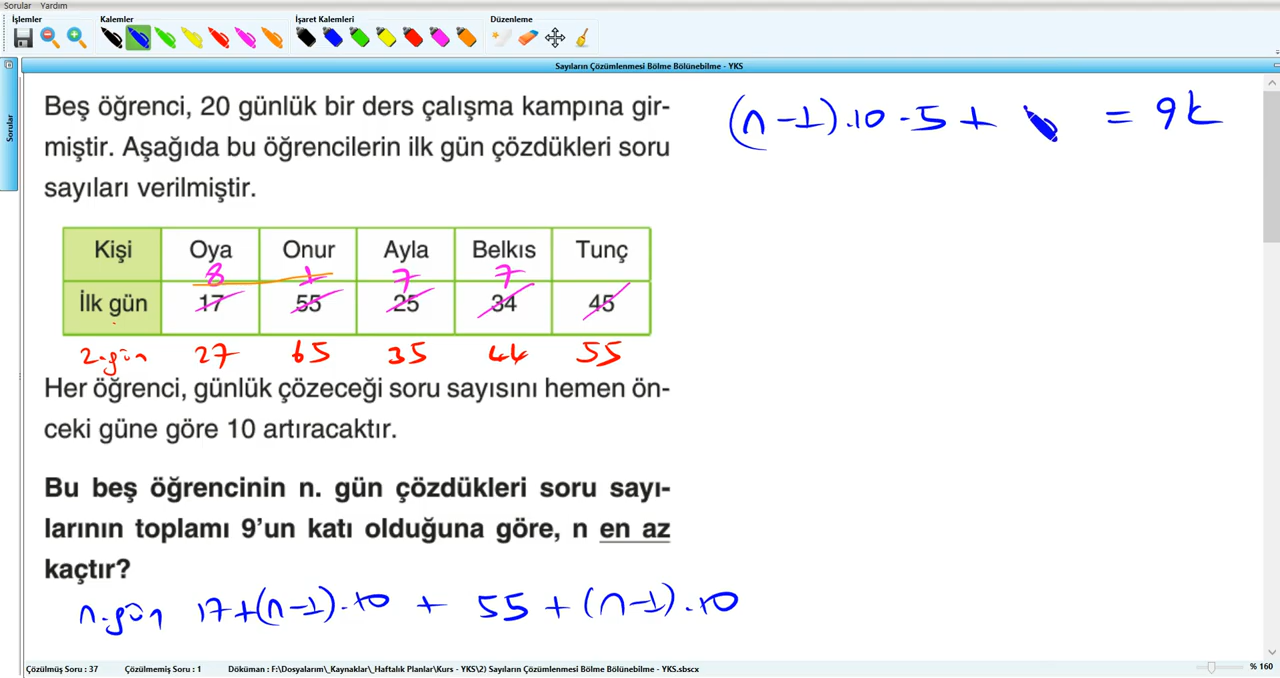 Sorular Yardım
İşlemler Kalemler İşaret Kalemleri Düzenleme
Sayıların Çözümlenmesi Bölme Bölünebilme - YKS
Sorular
Beş öğrenci, 20 günlük bir ders çalışma kampına gir-
miştir. Aşağıda bu öğrencilerin ilk gün çözdükleri soru
sayıları verilmiştir.
(n-1).10.5+ = 9k
Kişi Oya Onur Ayla Belkıs Tunç
8 1 7 7
İlk gün 17 55 25 34 45
2.gün 27 65 35 44 55
Her öğrenci, günlük çözeceği soru sayısını hemen ön-
ceki güne göre 10 artıracaktır.
Bu beş öğrencinin n. gün çözdükleri soru sayı-
larının toplamı 9'un katı olduğuna göre, n en az
kaçtır?
n.gün 17+(n-1).10 + 55+(n-1).10
Çözülmüş Soru : 37 Çözülmemiş Soru : 1 Döküman : F:\Dosyalarım\_Kaynaklar\_Haftalık Planlar\Kurs - YKS\2) Sayıların Çözümlenmesi Bölme Bölünebilme - YKS.sbscx % 160